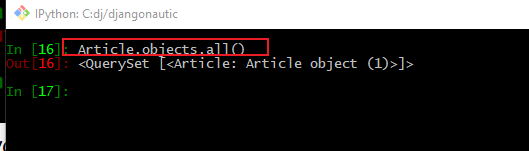 IPython: C:dj/djangonautic
In [16]: Article.objects.all()
Out[16]: <QuerySet [<Article: Article object (1)>]>
In [17]: